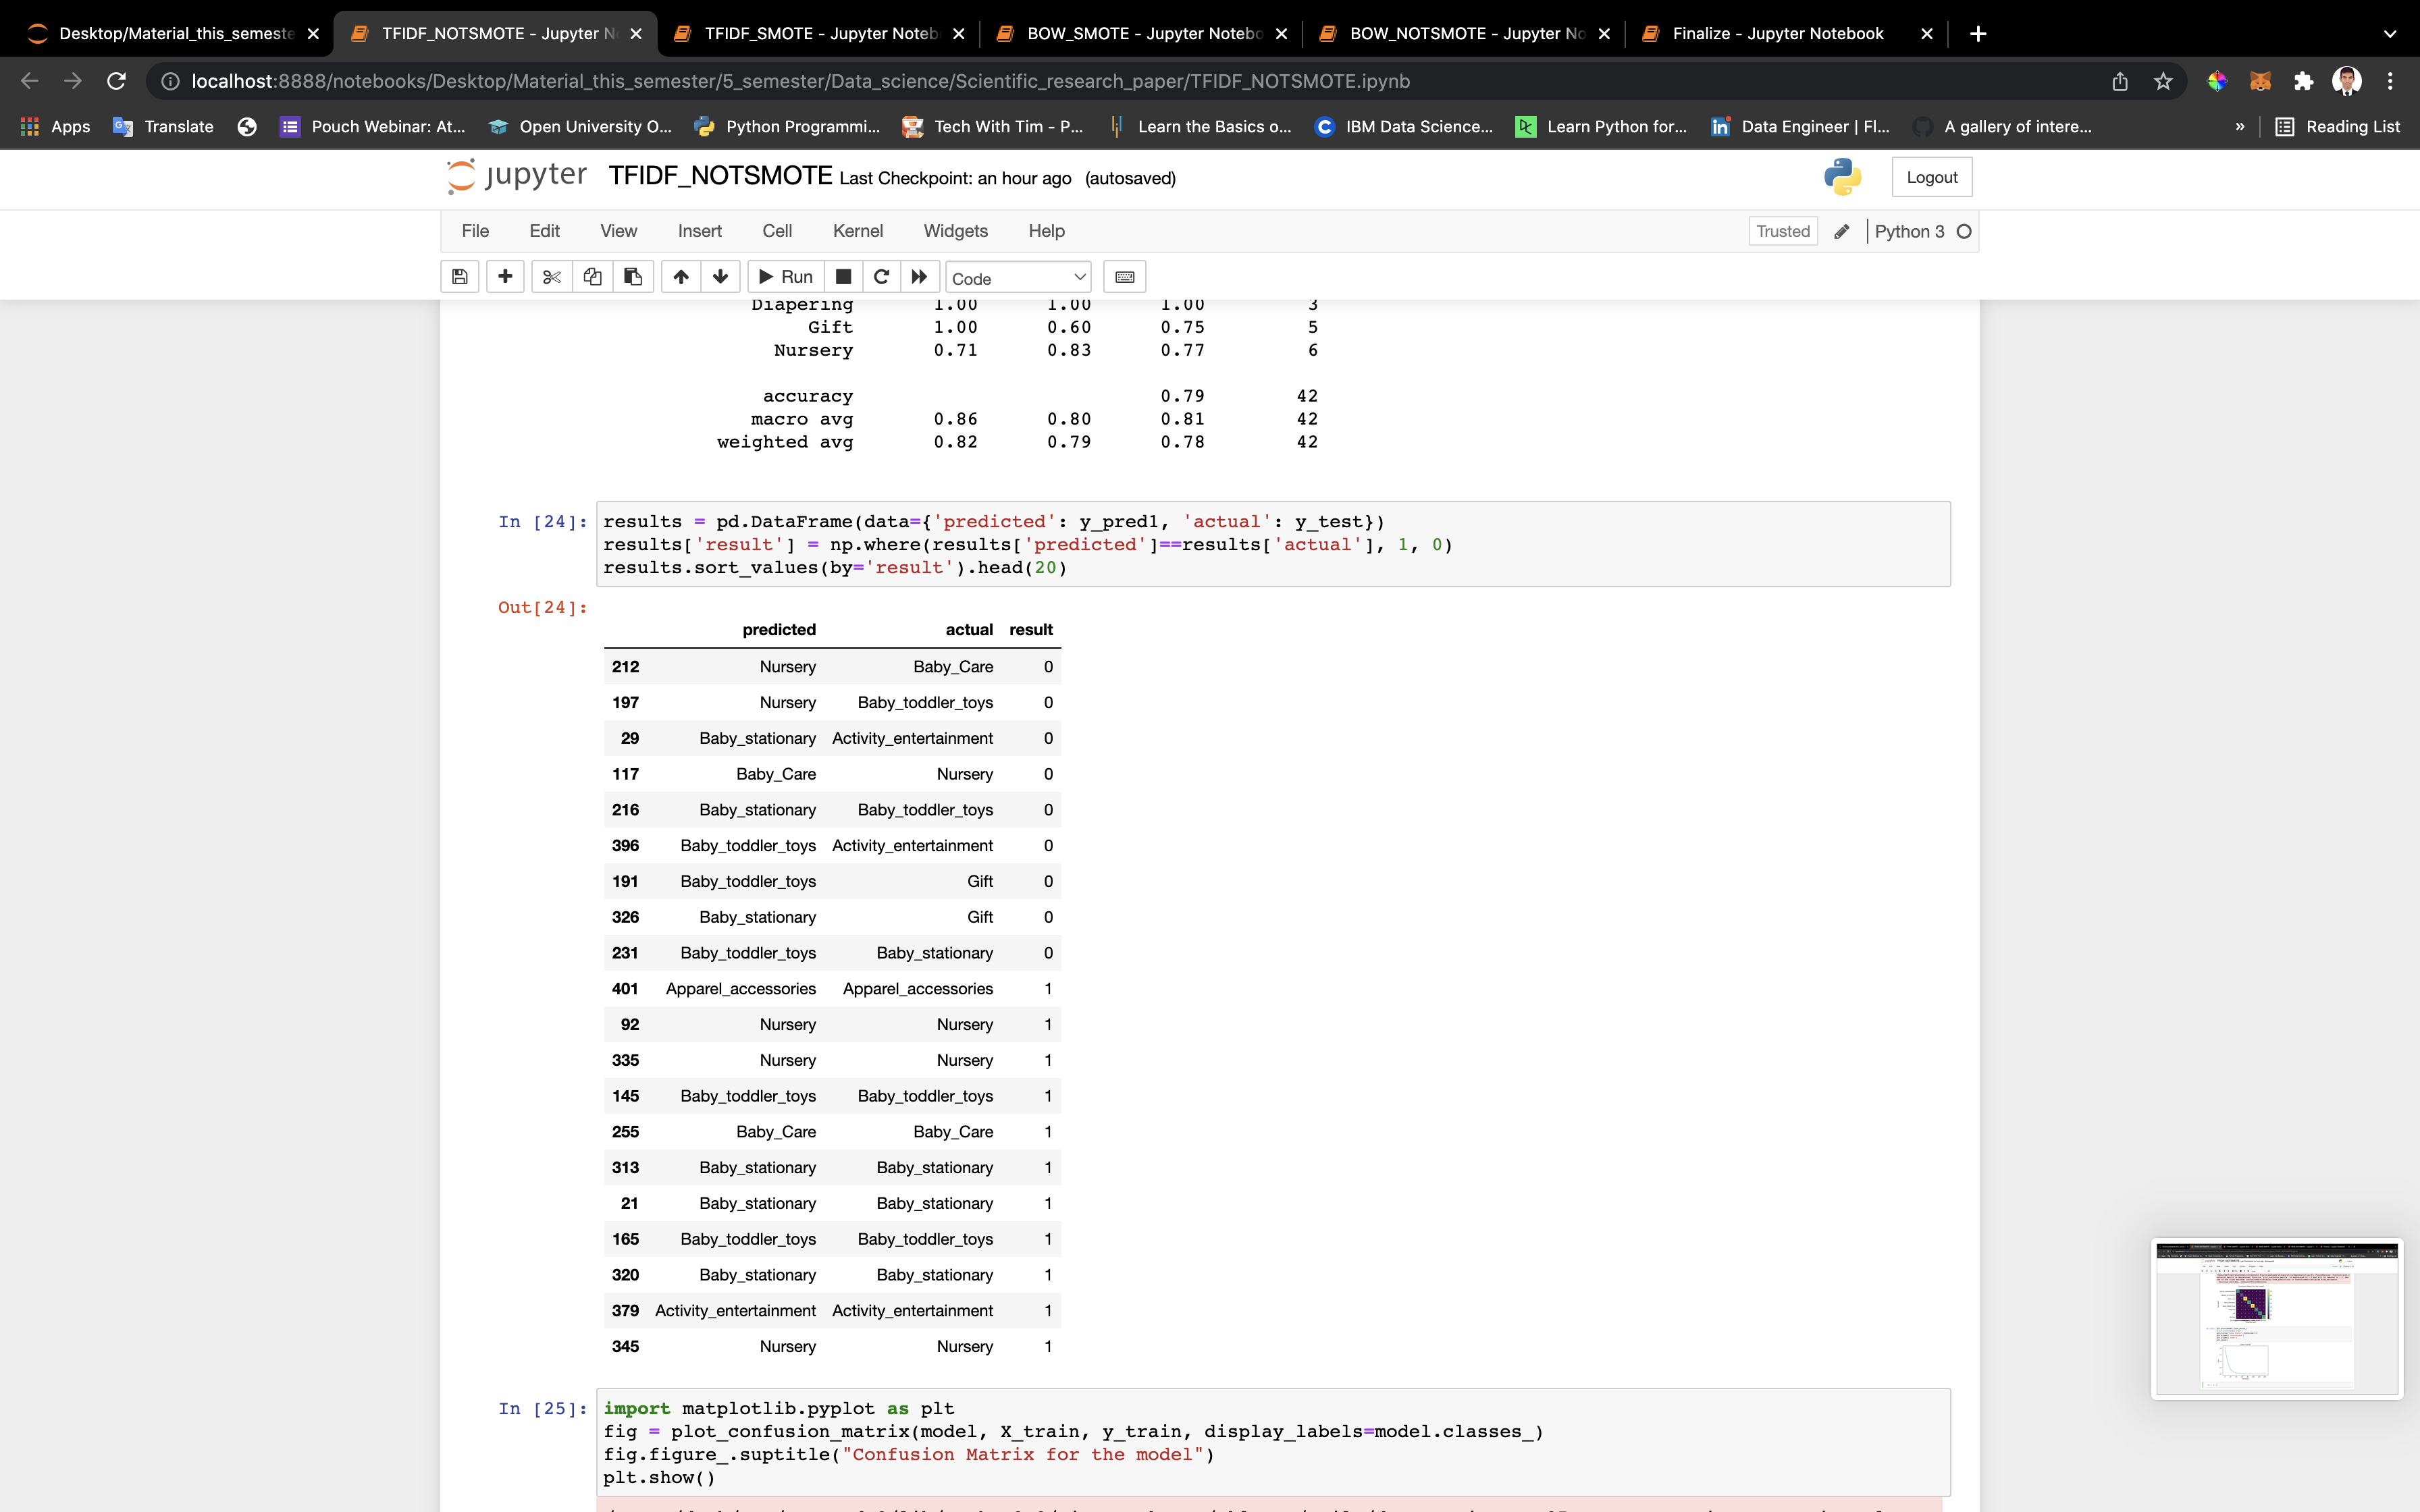 Desktop/Material_this_semeste
TFIDF_NOTSMOTE - Jupyter N
TFIDF_SMOTE - Jupyter Noteb
BOW_SMOTE - Jupyter Notebo
BOW_NOTSMOTE - Jupyter No
Finalize - Jupyter Notebook
localhost:8888/notebooks/Desktop/Material_this_semester/5_semester/Data_science/Scientific_research_paper/TFIDF_NOTSMOTE.ipynb
Apps Translate Pouch Webinar: At... Open University O... Python Programmi... Tech With Tim - P... Learn the Basics o... IBM Data Science... Learn Python for... Data Engineer | Fl... A gallery of intere... » Reading List
jupyter TFIDF_NOTSMOTE Last Checkpoint: an hour ago (autosaved) Logout
File Edit View Insert Cell Kernel Widgets Help Trusted Python 3
Run Code
Diapering 1.00 1.00 1.00 3
Gift 1.00 0.60 0.75 5
Nursery 0.71 0.83 0.77 6
accuracy 0.79 42
macro avg 0.86 0.80 0.81 42
weighted avg 0.82 0.79 0.78 42
In [24]: results = pd.DataFrame(data={'predicted': y_pred1, 'actual': y_test})
results['result'] = np.where(results['predicted']==results['actual'], 1, 0)
results.sort_values(by='result').head(20)
Out[24]:
predicted actual result
212 Nursery Baby_Care 0
197 Nursery Baby_toddler_toys 0
29 Baby_stationary Activity_entertainment 0
117 Baby_Care Nursery 0
216 Baby_stationary Baby_toddler_toys 0
396 Baby_toddler_toys Activity_entertainment 0
191 Baby_toddler_toys Gift 0
326 Baby_stationary Gift 0
231 Baby_toddler_toys Baby_stationary 0
401 Apparel_accessories Apparel_accessories 1
92 Nursery Nursery 1
335 Nursery Nursery 1
145 Baby_toddler_toys Baby_toddler_toys 1
255 Baby_Care Baby_Care 1
313 Baby_stationary Baby_stationary 1
21 Baby_stationary Baby_stationary 1
165 Baby_toddler_toys Baby_toddler_toys 1
320 Baby_stationary Baby_stationary 1
379 Activity_entertainment Activity_entertainment 1
345 Nursery Nursery 1
In [25]: import matplotlib.pyplot as plt
fig = plot_confusion_matrix(model, X_train, y_train, display_labels=model.classes_)
fig.figure_.suptitle("Confusion Matrix for the model")
plt.show()